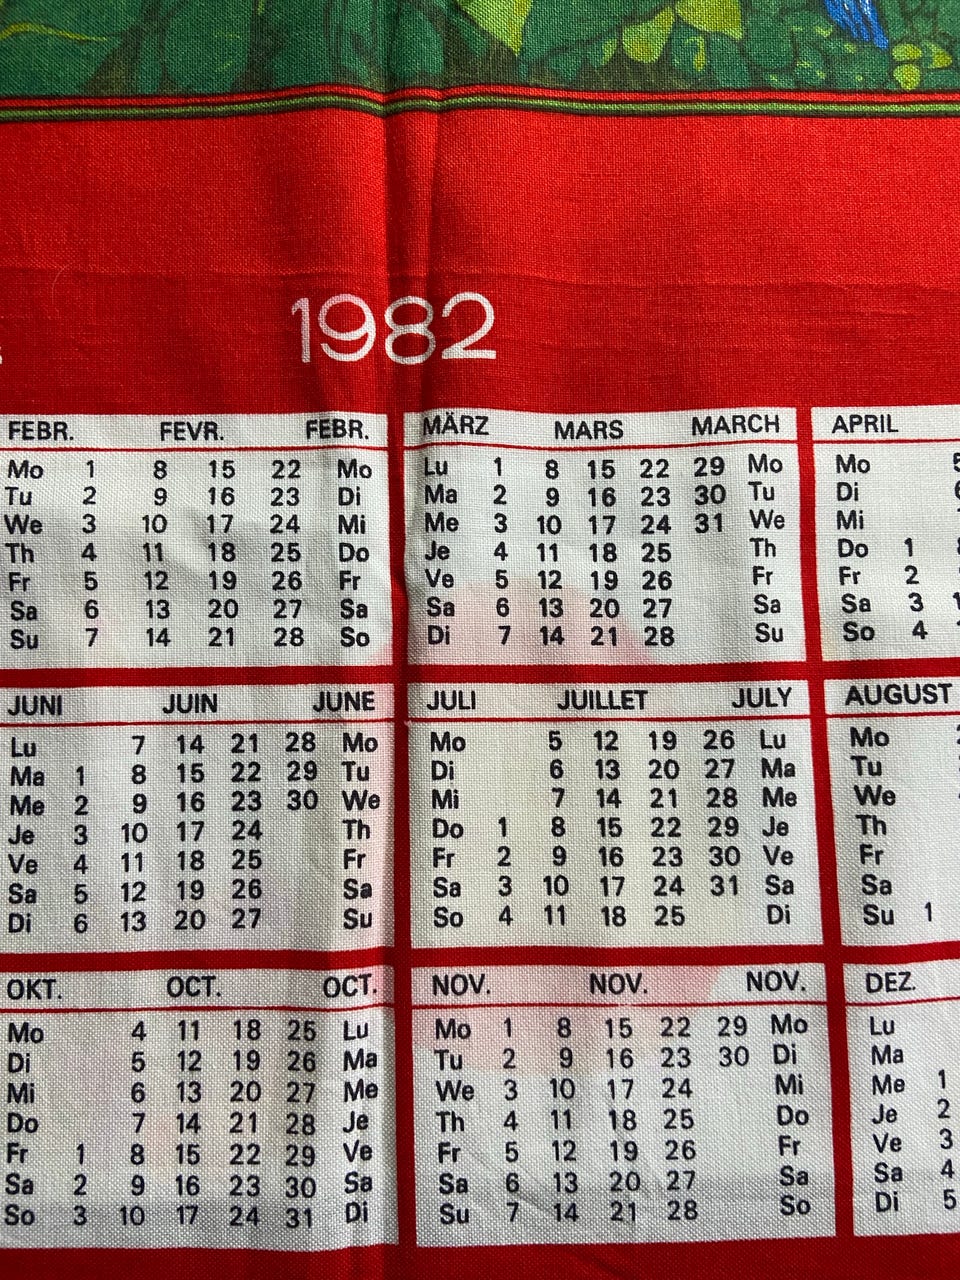 1982
FEBR. FEVR. FEBR.
Mo 1 8 15 22 Mo
Tu 2 9 16 23 Di
We 3 10 17 24 Mi
Th 4 11 18 25 Do
Fr 5 12 19 26 Fr
Sa 6 13 20 27 Sa
Su 7 14 21 28 So
MÄRZ MARS MARCH
Lu 1 8 15 22 29 Mo
Ma 2 9 16 23 30 Tu
Me 3 10 17 24 31 We
Je 4 11 18 25 Th
Ve 5 12 19 26 Fr
Sa 6 13 20 27 Sa
Di 7 14 21 28 Su
APRIL
Mo
Di
Mi
Do 1
Fr 2
Sa 3
So 4
JUNI JUIN JUNE
Lu 7 14 21 28 Mo
Ma 1 8 15 22 29 Tu
Me 2 9 16 23 30 We
Je 3 10 17 24 Th
Ve 4 11 18 25 Fr
Sa 5 12 19 26 Sa
Di 6 13 20 27 Su
JULI JUILLET JULY
Mo 5 12 19 26 Lu
Di 6 13 20 27 Ma
Mi 7 14 21 28 Me
Do 1 8 15 22 29 Je
Fr 2 9 16 23 30 Ve
Sa 3 10 17 24 31 Sa
So 4 11 18 25 Di
AUGUST
Mo
Tu
We
Th
Fr
Sa
Su 1
OKT. OCT. OCT.
Mo 4 11 18 25 Lu
Di 5 12 19 26 Ma
Mi 6 13 20 27 Me
Do 7 14 21 28 Je
Fr 1 8 15 22 29 Ve
Sa 2 9 16 23 30 Sa
So 3 10 17 24 31 Di
NOV. NOV. NOV.
Mo 1 8 15 22 29 Mo
Tu 2 9 16 23 30 Di
We 3 10 17 24 Mi
Th 4 11 18 25 Do
Fr 5 12 19 26 Fr
Sa 6 13 20 27 Sa
Su 7 14 21 28 So
DEZ.
Lu
Ma
Me 1
Je 2
Ve 3
Sa 4
Di 5